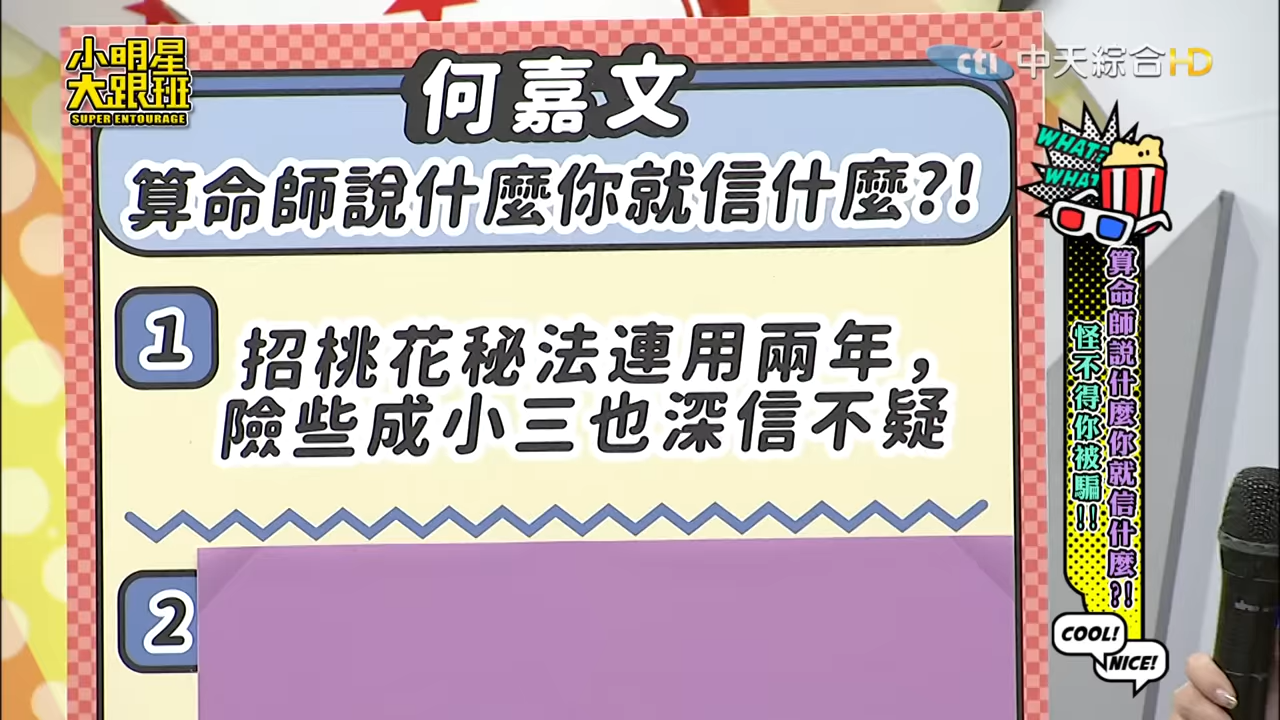 小明星
大跟班
SUPER ENTOURAGE
cti 中天綜合HD
何嘉文
算命師說什麼你就信什麼?!
1
招桃花秘法連用兩年，
險些成小三也深信不疑
2
WHAT?
WHAT
算命師說什麼你就信什麼?!
怪不得你被騙!!
COOL!
NICE!